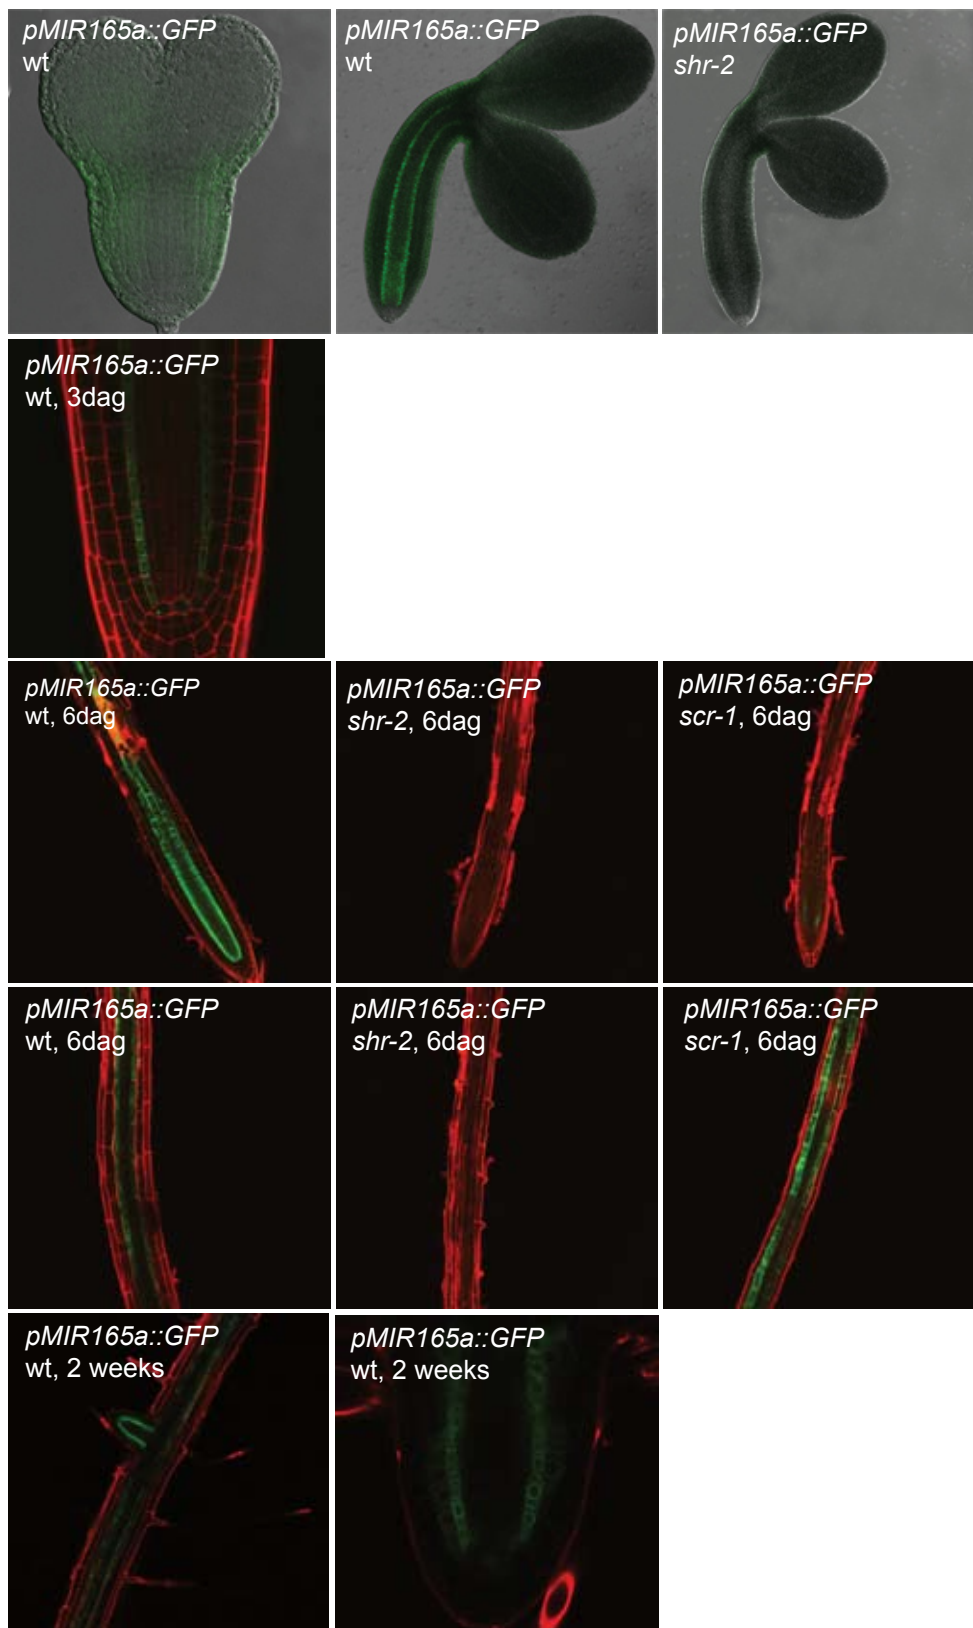 pMIR165a::GFP
wt
pMIR165a::GFP
wt
pMIR165a::GFP
shr-2
pMIR165a::GFP
wt, 3dag
pMIR165a::GFP
wt, 6dag
pMIR165a::GFP
shr-2, 6dag
pMIR165a::GFP
scr-1, 6dag
pMIR165a::GFP
wt, 6dag
pMIR165a::GFP
shr-2, 6dag
pMIR165a::GFP
scr-1, 6dag
pMIR165a::GFP
wt, 2 weeks
pMIR165a::GFP
wt, 2 weeks